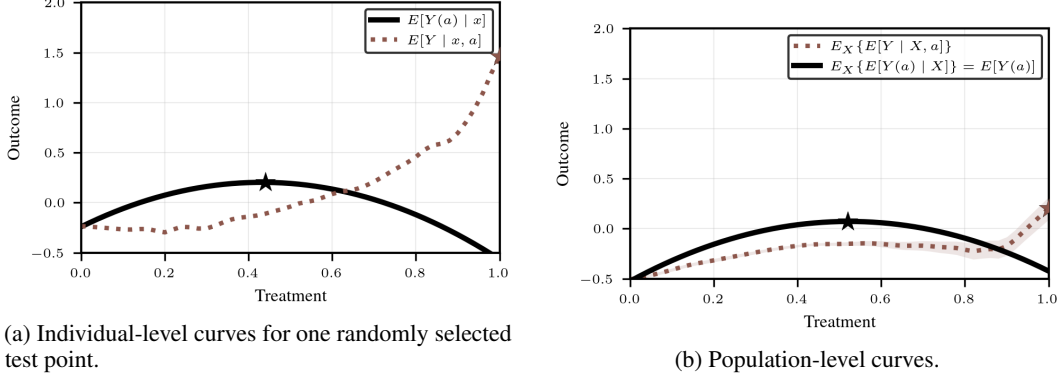 2.0
1.5
1.0
0.5
0.0
−0.5
Outcome
E[Y(a) | x]
E[Y | x, a]
0.0 0.2 0.4 0.6 0.8 1.0
Treatment
(a) Individual-level curves for one randomly selected
test point.
2.0
1.5
1.0
0.5
0.0
−0.5
Outcome
E_X{E[Y | X, a]}
E_X{E[Y(a) | X]} = E[Y(a)]
0.0 0.2 0.4 0.6 0.8 1.0
Treatment
(b) Population-level curves.